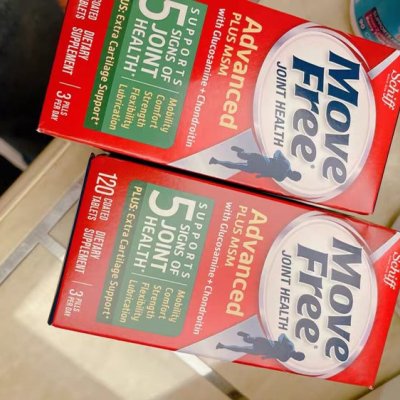 Schiff
Move
Free®
JOINT HEALTH
Advanced
PLUS MSM
with Glucosamine + Chondroitin
SUPPORTS
5 SIGNS OF
JOINT
HEALTH:*
Mobility
Comfort
Strength
Flexibility
Lubrication
PLUS: Extra Cartilage Support*
COATED
TABLETS
DIETARY
SUPPLEMENT
3 PILLS
PER DAY
Schiff
Move
Free®
JOINT HEALTH
Advanced
PLUS MSM
with Glucosamine + Chondroitin
SUPPORTS
5 SIGNS OF
JOINT
HEALTH:*
Mobility
Comfort
Strength
Flexibility
Lubrication
PLUS: Extra Cartilage Support*
120 COATED
TABLETS
DIETARY
SUPPLEMENT
3 PILLS
PER DAY